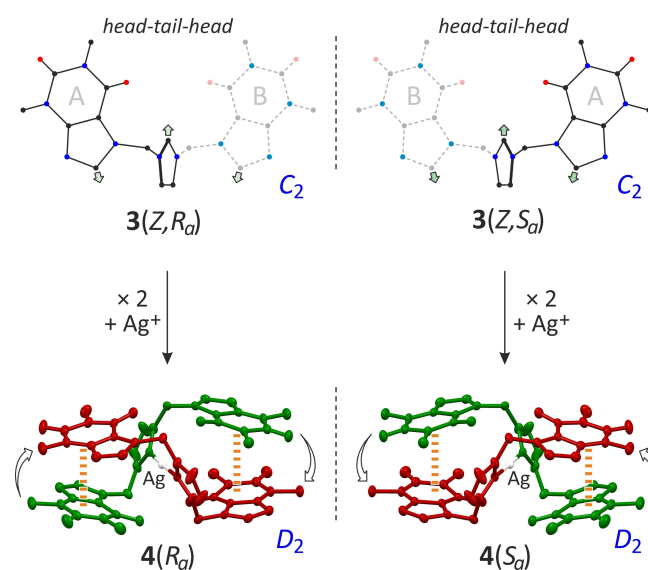 head-tail-head
head-tail-head
A
B
B
A
C₂
C₂
3(Z,Rₐ)
3(Z,Sₐ)
× 2
+ Ag⁺
× 2
+ Ag⁺
Ag
Ag
D₂
D₂
4(Rₐ)
4(Sₐ)